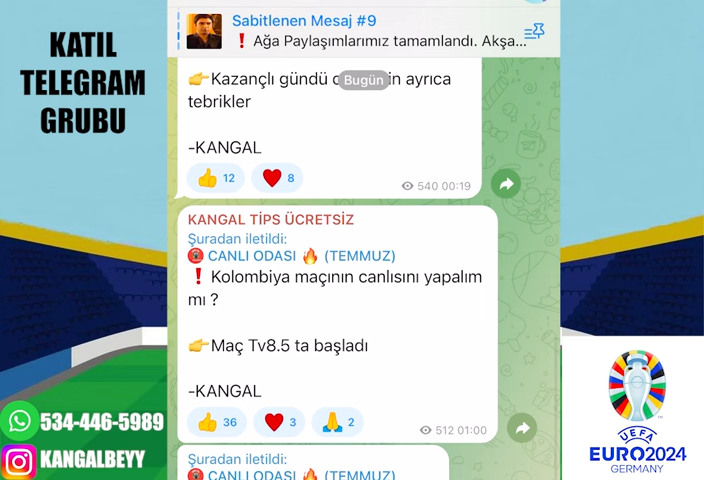 KATIL
TELEGRAM
GRUBU
Sabitlenen Mesaj #9
❗ Ağa Paylaşımlarımız tamamlandı. Akşa...
👉Kazançlı gündü
in ayrıca
Bugün
tebrikler
-KANGAL
👍 12 ❤️ 8
540 00:19
KANGAL TİPS ÜCRETSİZ
Şuradan iletildi:
CANLI ODASI 🔥 (TEMMUZ)
❗ Kolombiya maçının canlısını yapalım
mı ?
👉Maç Tv8.5 ta başladı
-KANGAL
👍 36 ❤️ 3 🙏 2
512 01:00
Şuradan iletildi:
CANLI ODASI 🔥 (TEMMUZ)
534-446-5989
KANGALBEYY
UEFA
EURO2024
GERMANY